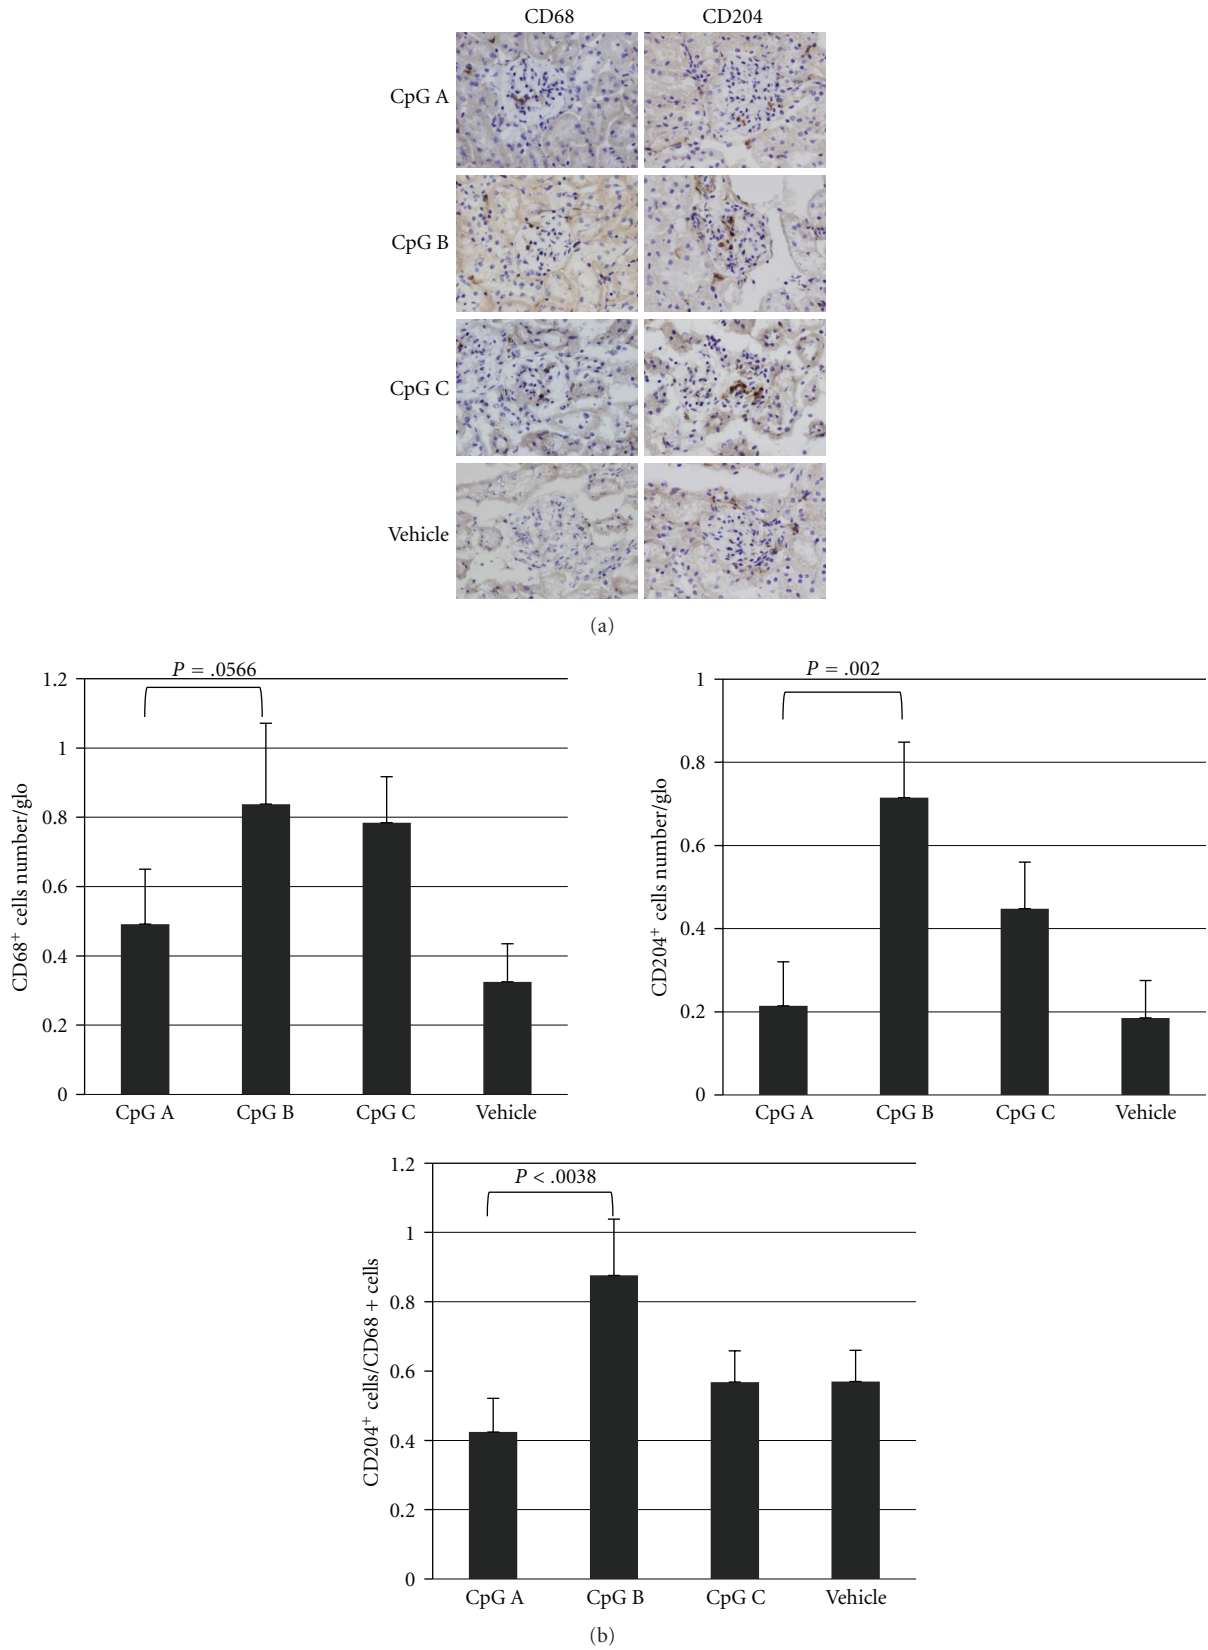 CD68 CD204
CpG A
CpG B
CpG C
Vehicle
(a)
P = .0566
1.2
1
0.8
0.6
0.4
0.2
0
CD68+ cells number/glo
CpG A CpG B CpG C Vehicle
P = .002
1
0.8
0.6
0.4
0.2
0
CD204+ cells number/glo
CpG A CpG B CpG C Vehicle
P < .0038
1.2
1
0.8
0.6
0.4
0.2
0
CD204+ cells/CD68 + cells
CpG A CpG B CpG C Vehicle
(b)